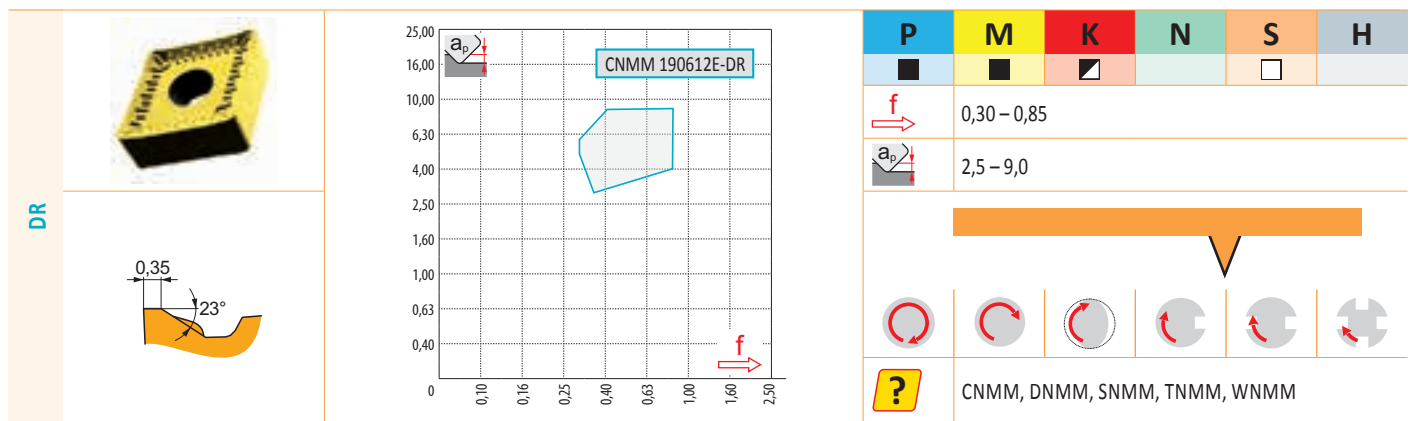 DR
0,35
23°
25,00
aₚ
CNMM 190612E-DR
16,00
10,00
6,30
4,00
2,50
1,60
1,00
0,63
0,40
f
0
0,10
0,16
0,25
0,40
0,63
1,00
1,60
2,50
P M K N S H
f
0,30 – 0,85
aₚ
2,5 – 9,0
?
CNMM, DNMM, SNMM, TNMM, WNMM